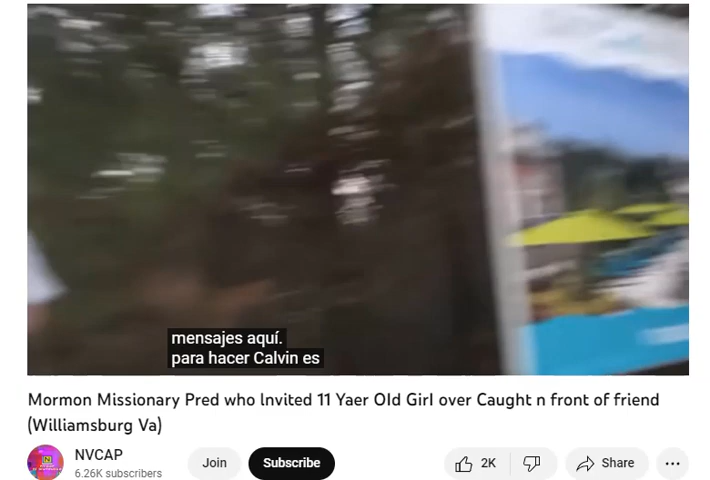 mensajes aquí.
para hacer Calvin es
Mormon Missionary Pred who lnvited 11 Yaer Old Girl over Caught n front of friend
(Williamsburg Va)
NVCAP
6.26K subscribers
Join
Subscribe
2K
Share